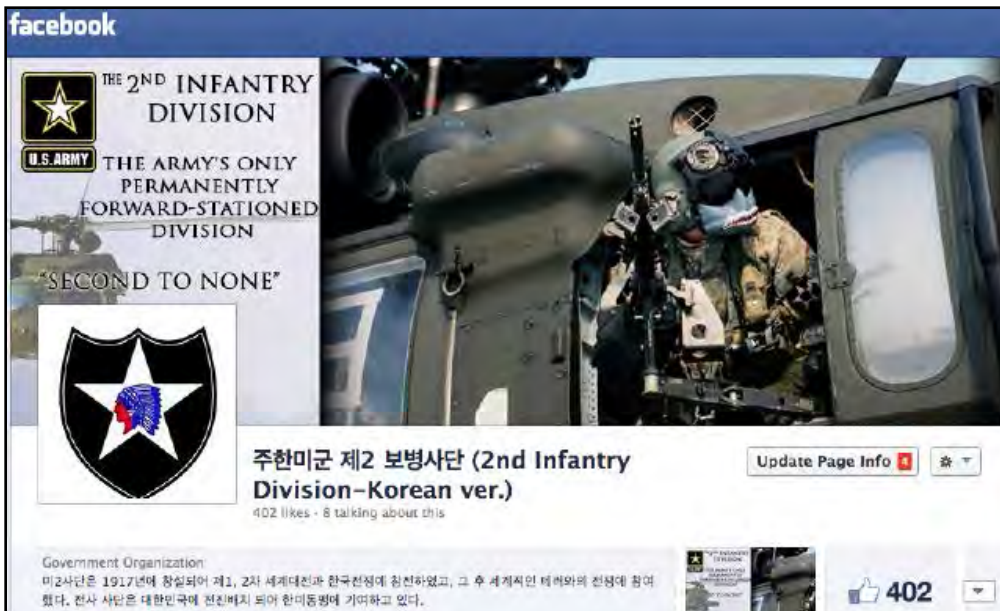 facebook
THE 2ND INFANTRY
DIVISION
U.S.ARMY
THE ARMY'S ONLY
PERMANENTLY
FORWARD-STATIONED
DIVISION
"SECOND TO NONE"
주한미군 제2 보병사단 (2nd Infantry
Division-Korean ver.)
402 likes · 8 talking about this
Update Page Info 4
Government Organization
미2사단은 1917년에 창설되어 제1, 2차 세계대전과 한국전쟁에 참전하였고, 그 후 세계적인 테러와의 전쟁에 참여
했다. 전사 사단은 대한민국에 전진배치 되어 한미동맹에 기여하고 있다.
402